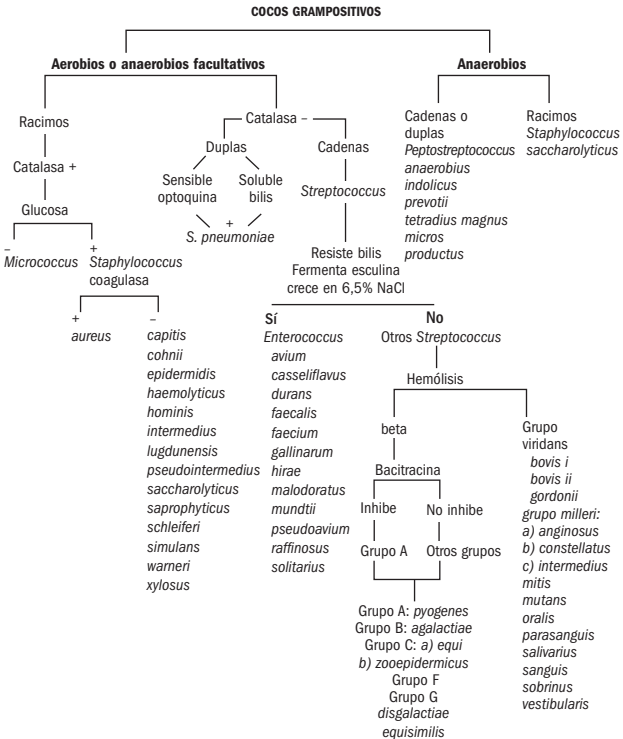 COCOS GRAMPOSITIVOS
Aerobios o anaerobios facultativos
Anaerobios
Racimos
Catalasa +
Glucosa
–
Micrococcus
+
Staphylococcus
coagulasa
+
aureus
–
capitis
cohnii
epidermidis
haemolyticus
hominis
intermedius
lugdunensis
pseudointermedius
saccharolyticus
saprophyticus
schleiferi
simulans
warneri
xylosus
Catalasa –
Duplas
Sensible
optoquina
Soluble
bilis
+
S. pneumoniae
Cadenas
Streptococcus
Resiste bilis
Fermenta esculina
crece en 6,5% NaCl
Sí
Enterococcus
avium
casseliflavus
durans
faecalis
faecium
gallinarum
hirae
malodoratus
mundtii
pseudoavium
raffinosus
solitarius
No
Otros Streptococcus
Hemólisis
beta
Bacitracina
Inhibe
No inhibe
Grupo A
Otros grupos
Grupo A: pyogenes
Grupo B: agalactiae
Grupo C: a) equi
b) zooepidermicus
Grupo F
Grupo G
disgalactiae
equisimilis
Grupo
viridans
bovis i
bovis ii
gordonii
grupo milleri:
a) anginosus
b) constellatus
c) intermedius
mitis
mutans
oralis
parasanguis
salivarius
sanguis
sobrinus
vestibularis
Cadenas o
duplas
Peptostreptococcus
anaerobius
indolicus
prevotii
tetradius magnus
micros
productus
Racimos
Staphylococcus
saccharolyticus